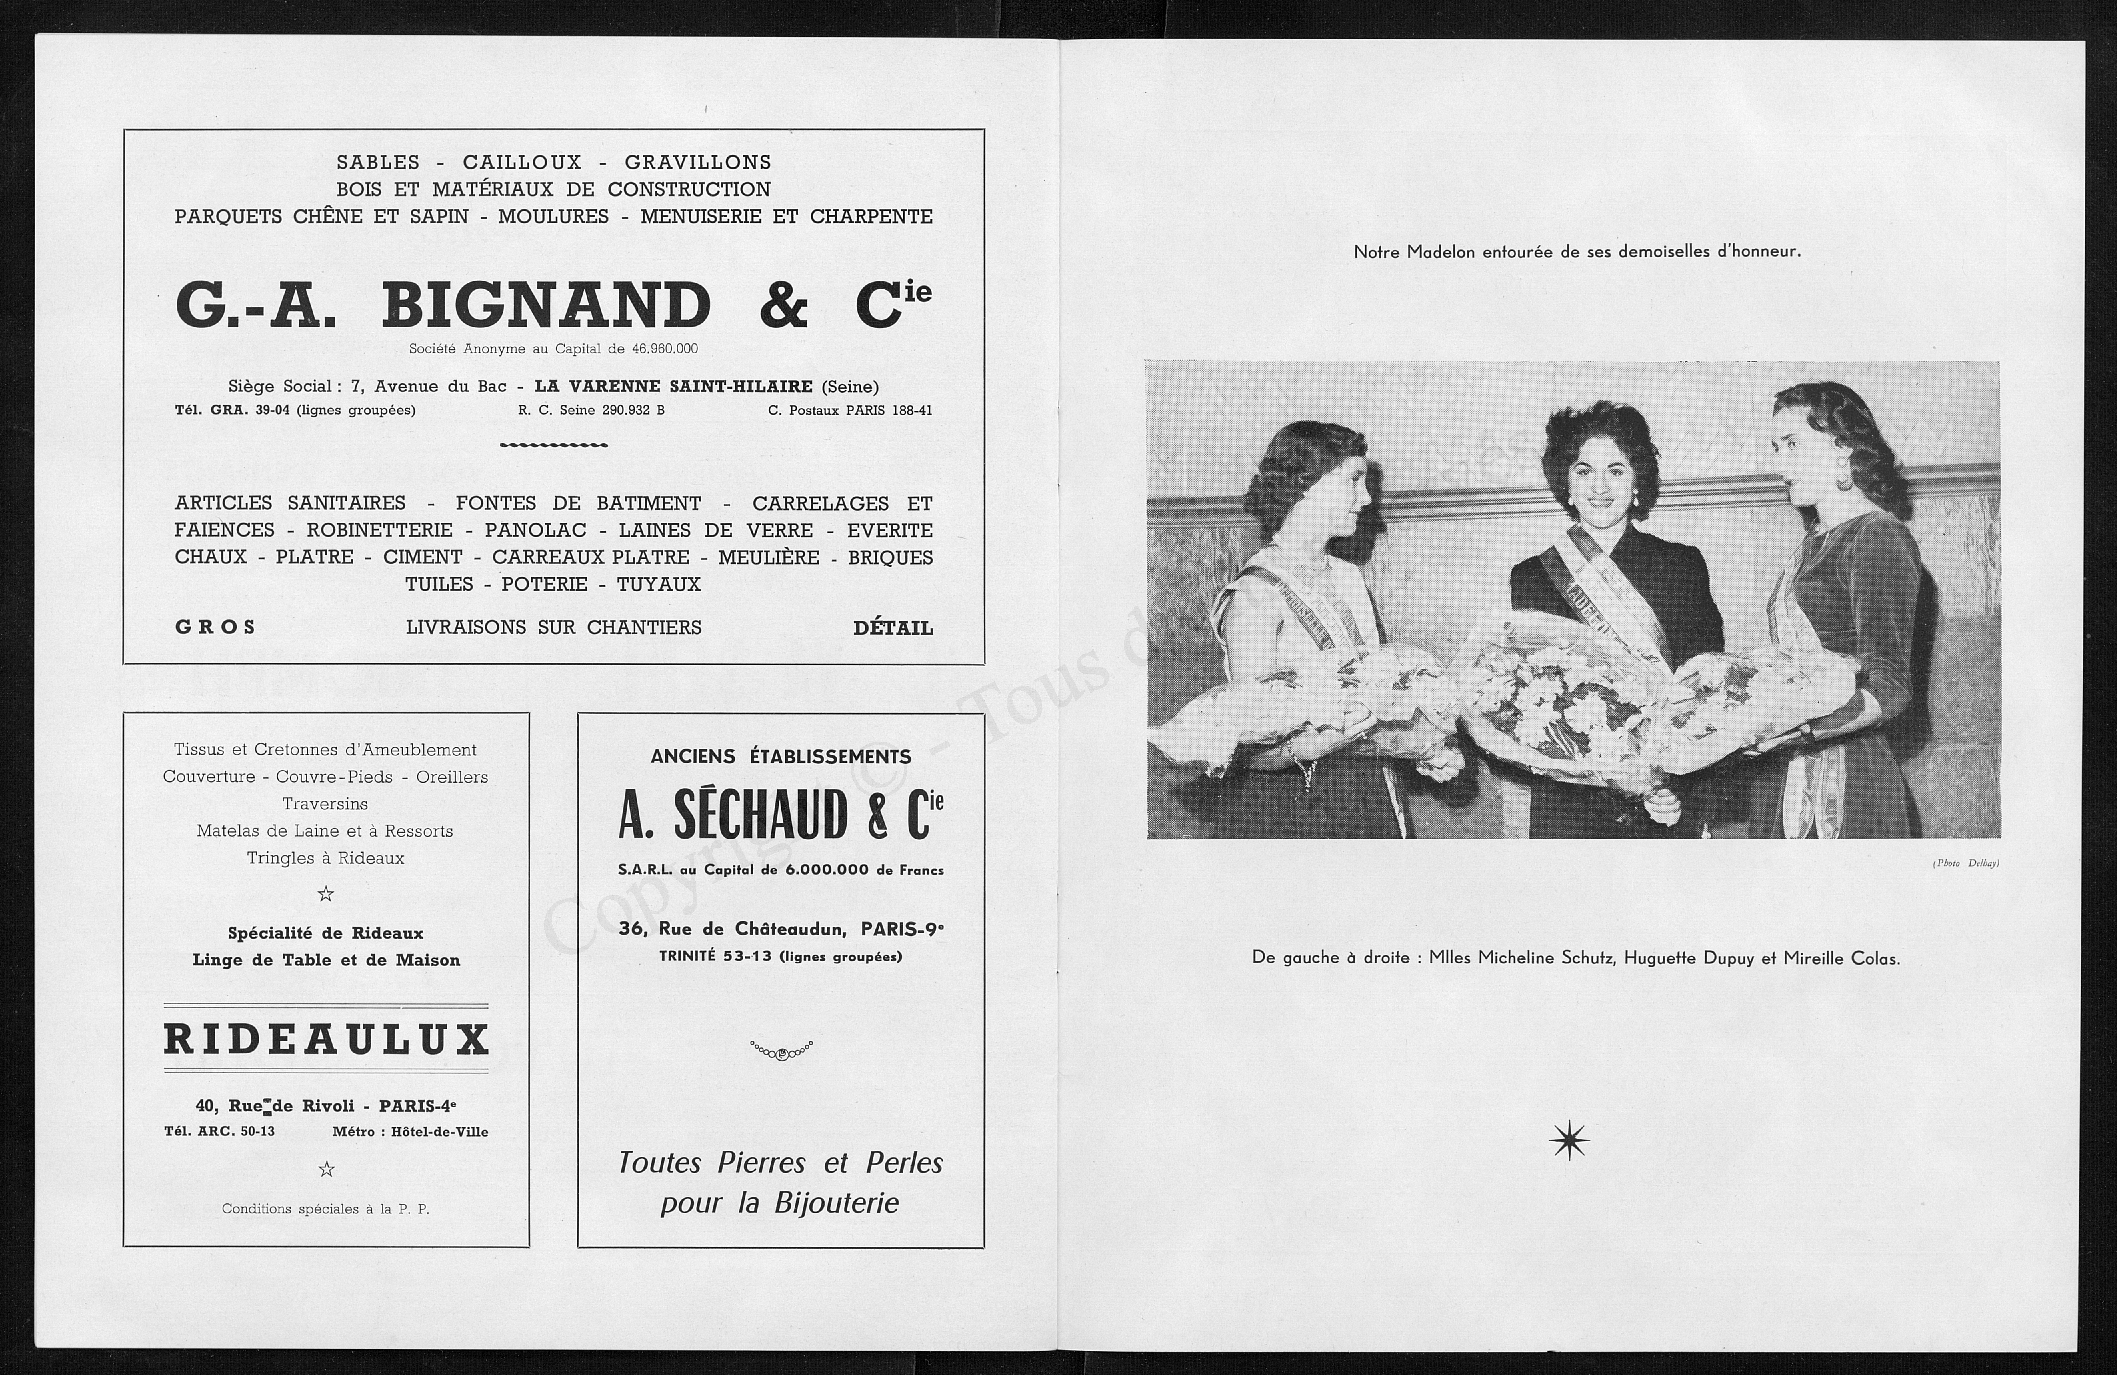 SABLES - CAILLOUX - GRAVILLONS
BOIS ET MATÉRIAUX DE CONSTRUCTION
PARQUETS CHÊNE ET SAPIN - MOULURES - MENUISERIE ET CHARPENTE
G.-A. BIGNAND & Cie
Société Anonyme au Capital de 46.960.000
Siège Social : 7, Avenue du Bac - LA VARENNE SAINT-HILAIRE (Seine)
Tél. GRA. 39-04 (lignes groupées) R. C. Seine 290.932 B C. Postaux PARIS 188-41
ARTICLES SANITAIRES - FONTES DE BATIMENT - CARRELAGES ET
FAIENCES - ROBINETTERIE - PANOLAC - LAINES DE VERRE - EVERITE
CHAUX - PLATRE - CIMENT - CARREAUX PLATRE - MEULIÈRE - BRIQUES
TUILES - POTERIE - TUYAUX
GROS LIVRAISONS SUR CHANTIERS DÉTAIL
Tissus et Cretonnes d'Ameublement
Couverture - Couvre-Pieds - Oreillers
Traversins
Matelas de Laine et à Ressorts
Tringles à Rideaux
Spécialité de Rideaux
Linge de Table et de Maison
RIDEAULUX
40, Rue de Rivoli - PARIS-4e
Tél. ARC. 50-13 Métro : Hôtel-de-Ville
Conditions spéciales à la P. P.
ANCIENS ÉTABLISSEMENTS
A. SÉCHAUD & Cie
S.A.R.L. au Capital de 6.000.000 de Francs
36, Rue de Châteaudun, PARIS-9e
TRINITÉ 53-13 (lignes groupées)
Toutes Pierres et Perles
pour la Bijouterie
Copyright © - Tous d
Notre Madelon entourée de ses demoiselles d'honneur.
(Photo Delhay)
De gauche à droite : Mlles Micheline Schutz, Huguette Dupuy et Mireille Colas.